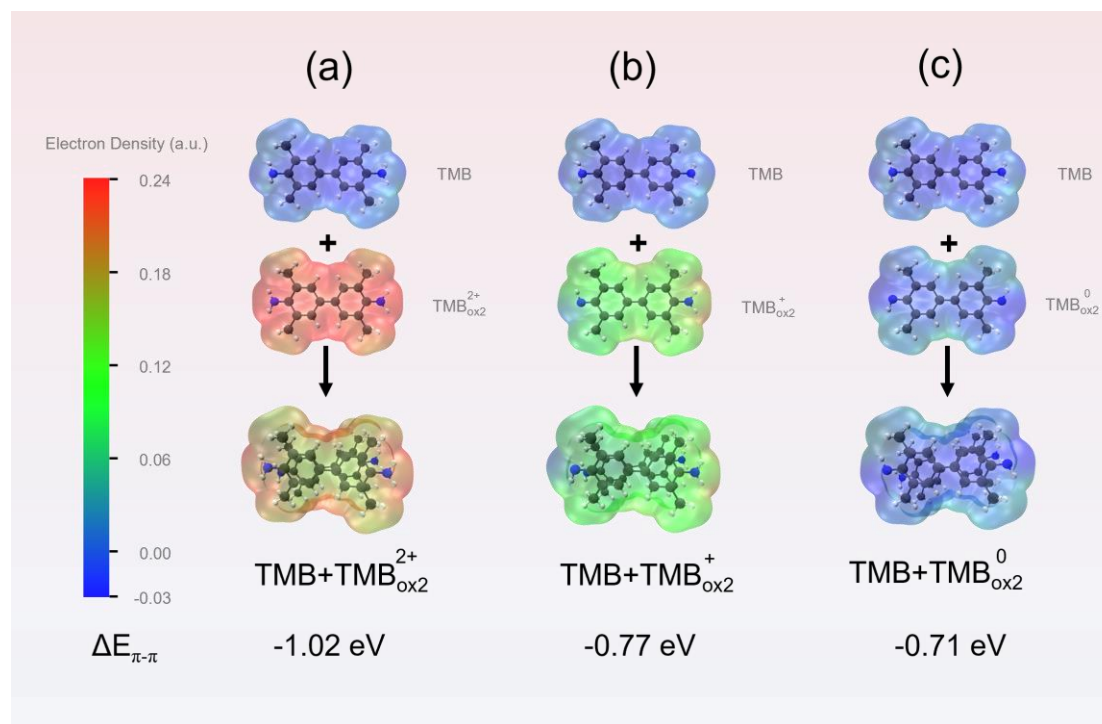 (a) (b) (c)
Electron Density (a.u.)
0.24
0.18
0.12
0.06
0.00
-0.03
TMB TMB TMB
+ + +
TMB²⁺ox2 TMB⁺ox2 TMB⁰ox2
TMB+TMB²⁺ox2 TMB+TMB⁺ox2 TMB+TMB⁰ox2
ΔEπ-π -1.02 eV -0.77 eV -0.71 eV